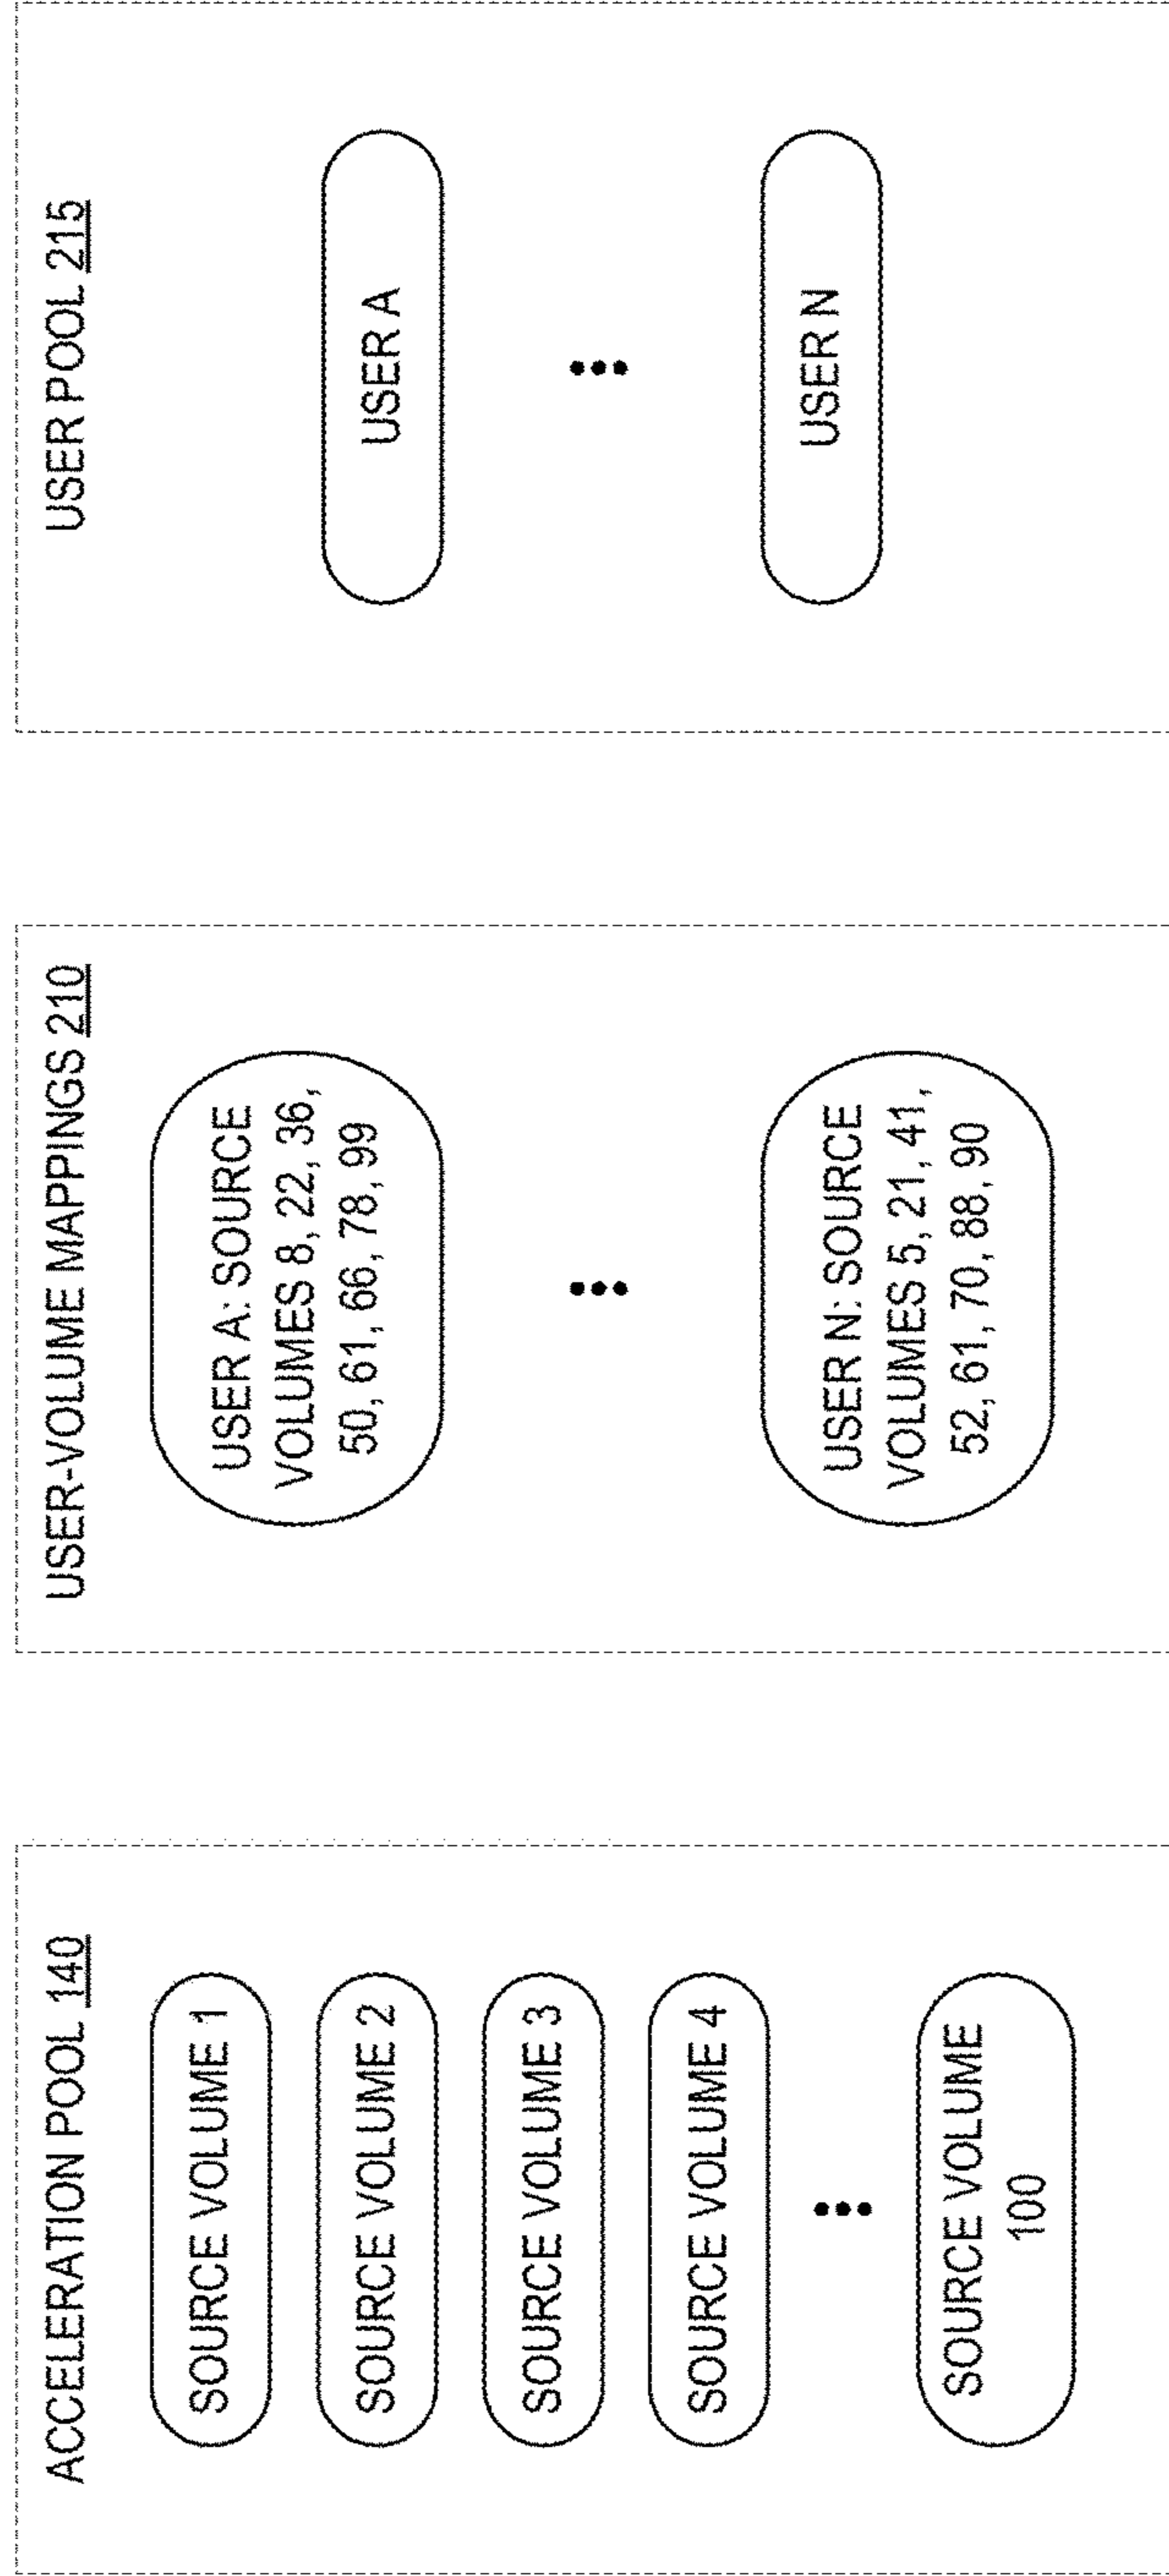 ACCELERATION POOL 140
SOURCE VOLUME 1
SOURCE VOLUME 2
SOURCE VOLUME 3
SOURCE VOLUME 4
SOURCE VOLUME
100
USER-VOLUME MAPPINGS 210
USER A: SOURCE
VOLUMES 8, 22, 36,
50, 61, 66, 78, 99
USER N: SOURCE
VOLUMES 5, 21, 41,
52, 61, 70, 88, 90
USER POOL 215
USER A
USER N